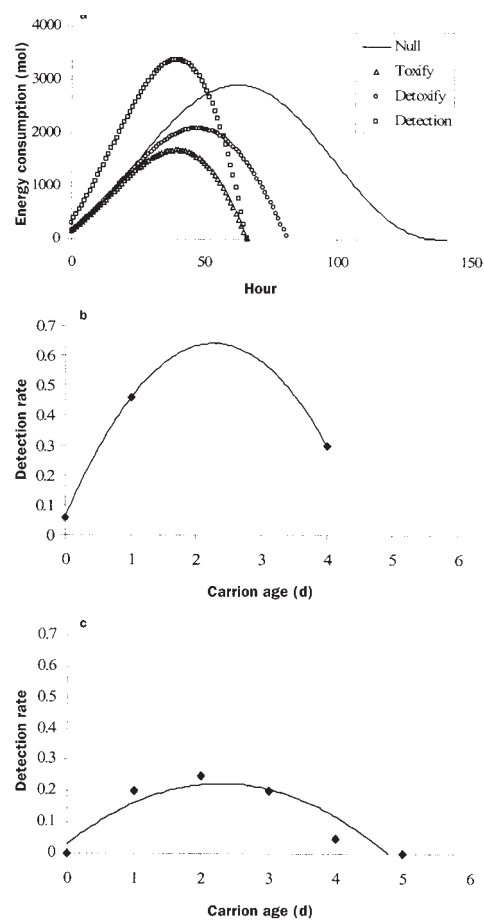 a
4000
3000
2000
1000
0
Energy consumption (mol)
Null
Toxify
Detoxify
Detection
0 50 100 150
Hour
b
0.7
0.6
0.5
0.4
0.3
0.2
0.1
0
Detection rate
0 1 2 3 4 5 6
Carrion age (d)
c
0.7
0.6
0.5
0.4
0.3
0.2
0.1
0
Detection rate
0 1 2 3 4 5 6
Carrion age (d)